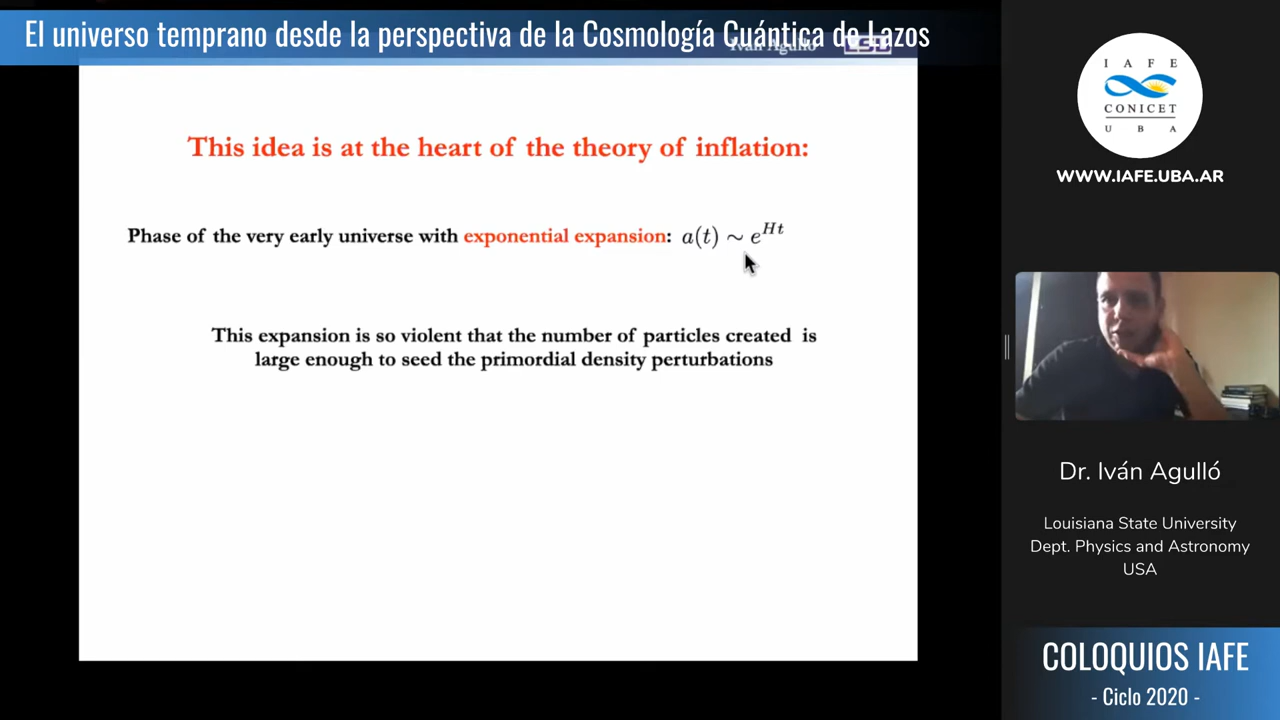 El universo temprano desde la perspectiva de la Cosmología Cuántica de Lazos
Iván Agulló LSU
This idea is at the heart of the theory of inflation:
Phase of the very early universe with exponential expansion: a(t) ∼ e^{Ht}
This expansion is so violent that the number of particles created is
large enough to seed the primordial density perturbations
I A F E
CONICET
U B A
WWW.IAFE.UBA.AR
Dr. Iván Agulló
Louisiana State University
Dept. Physics and Astronomy
USA
COLOQUIOS IAFE
- Ciclo 2020 -